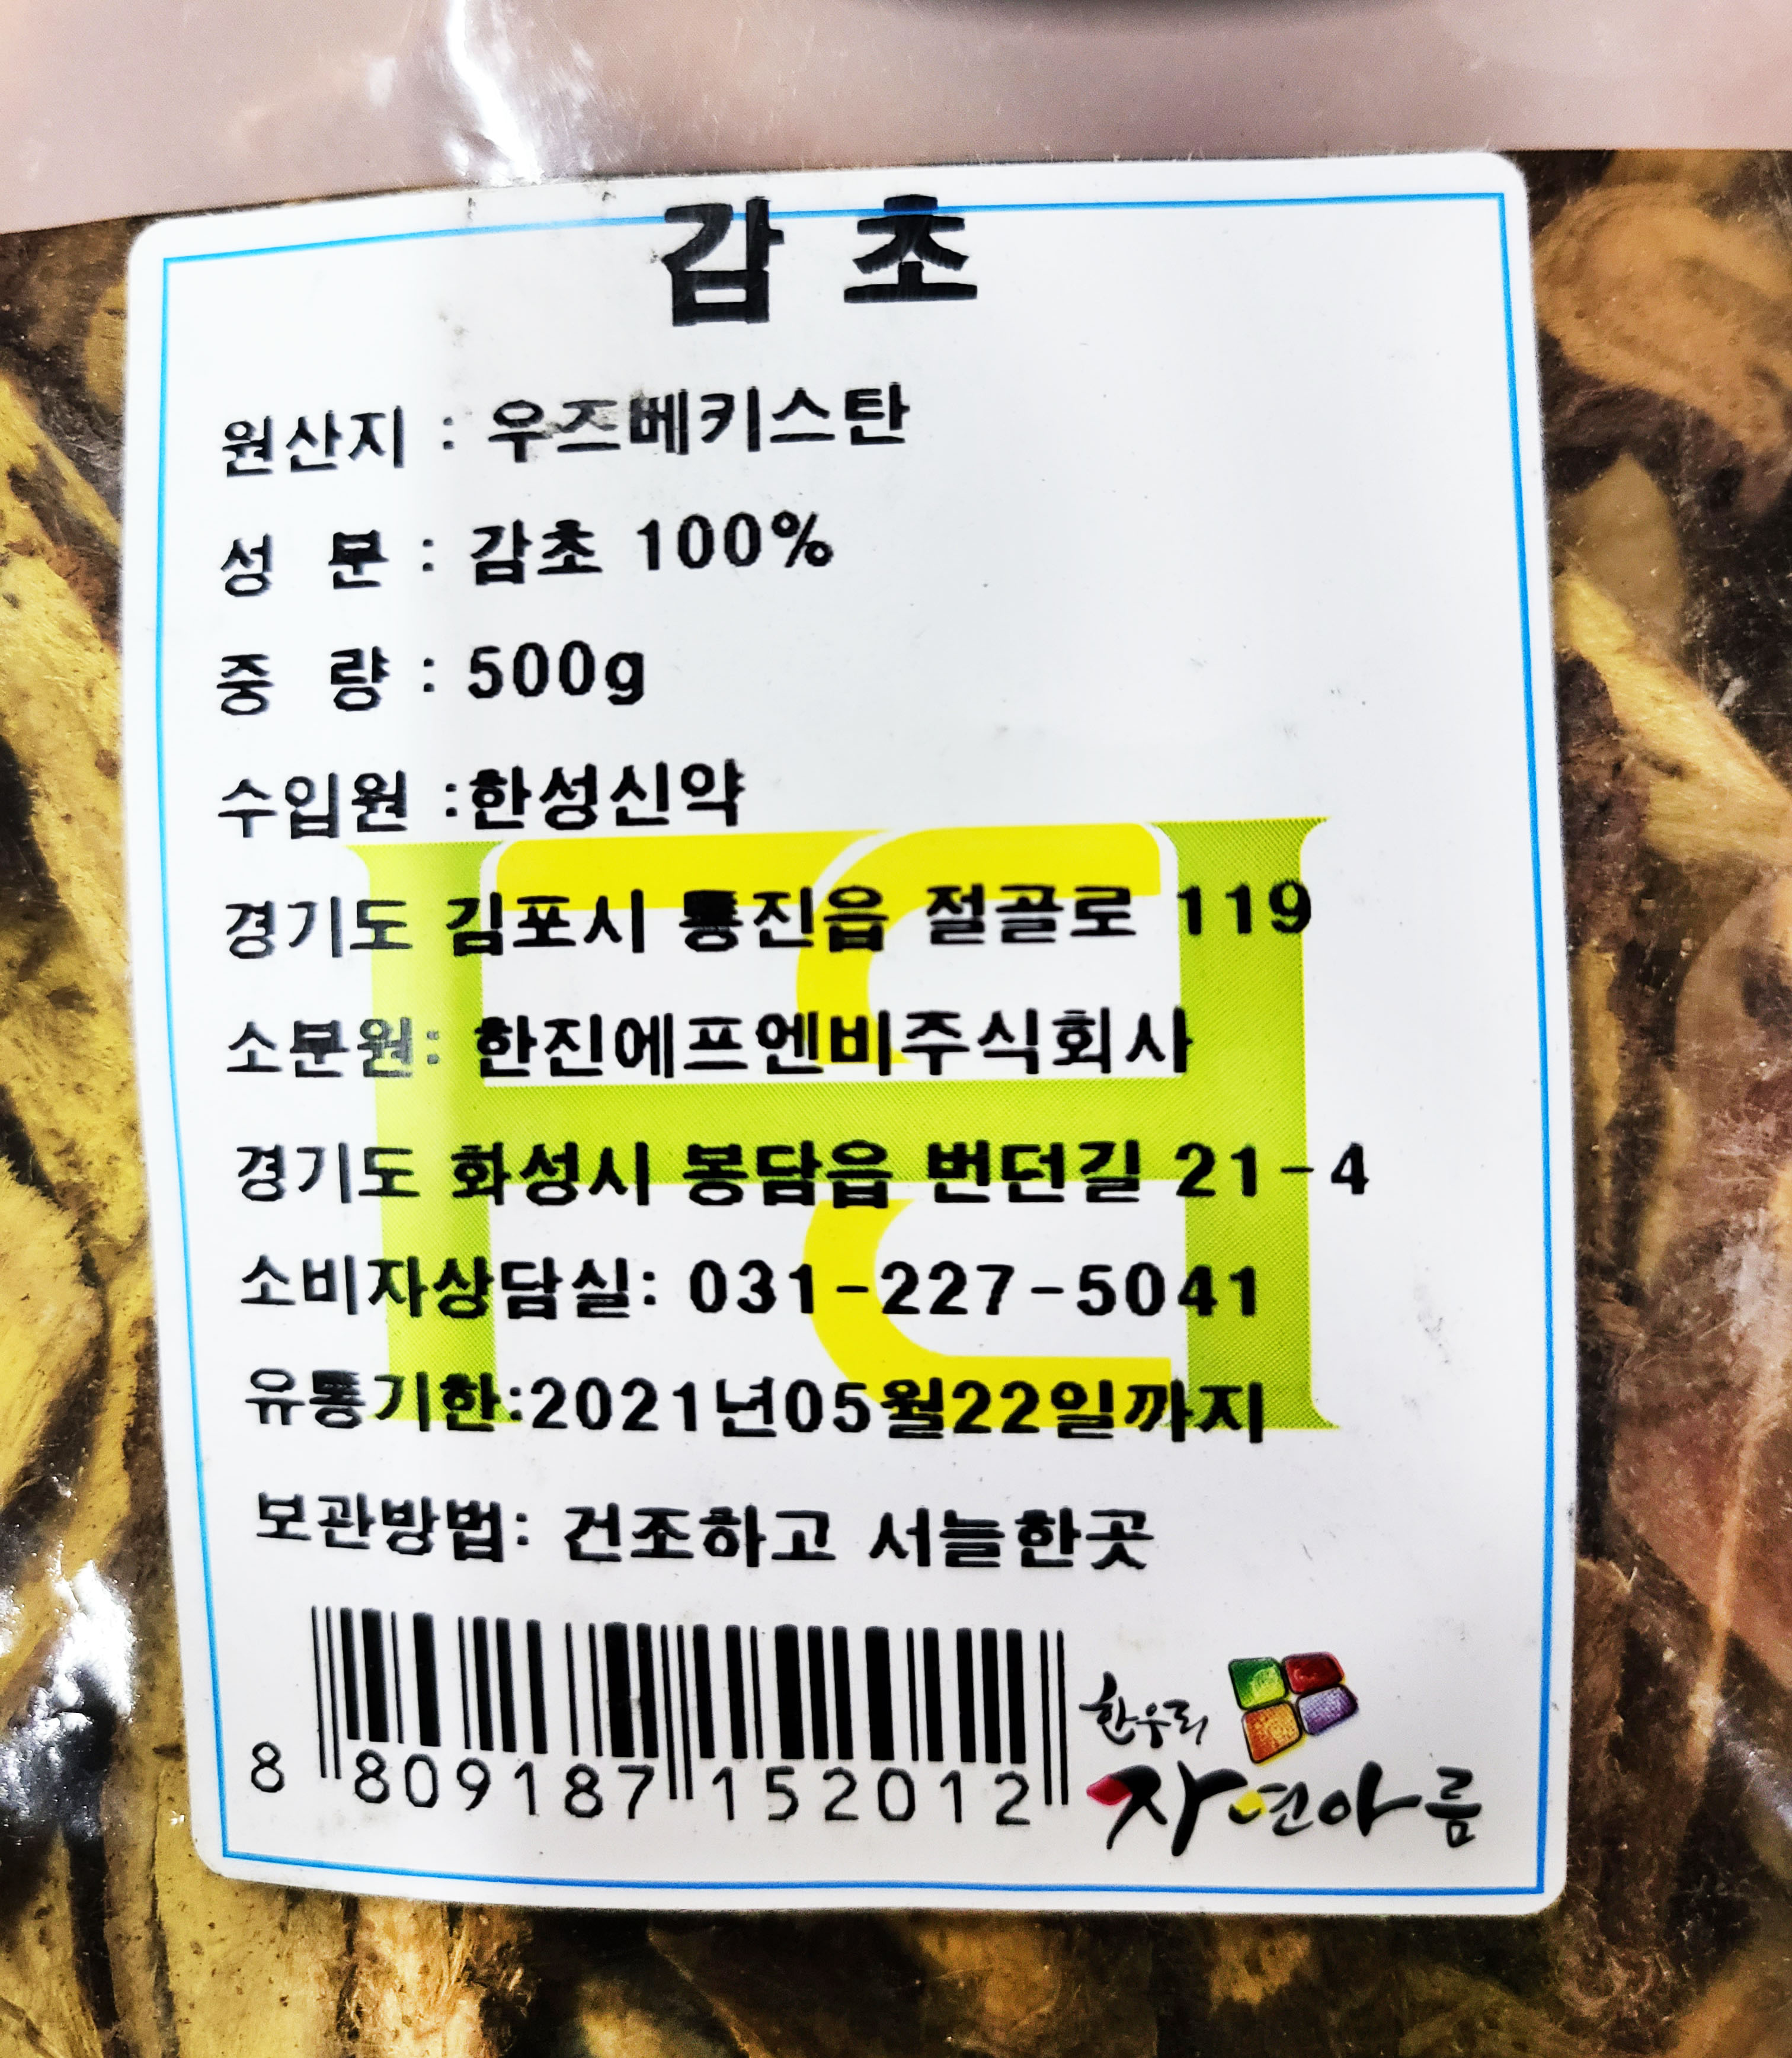 감초
원산지 : 우즈베키스탄
성 분 : 감초 100%
중 량 : 500g
수입원 :한성신약
경기도 김포시 통진읍 절골로 119
소분원: 한진에프엔비주식회사
경기도 화성시 봉담읍 번던길 21-4
소비자상담실: 031-227-5041
유통기한:2021년05월22일까지
보관방법: 건조하고 서늘한곳
8 809187 152012
한우리
자연아름